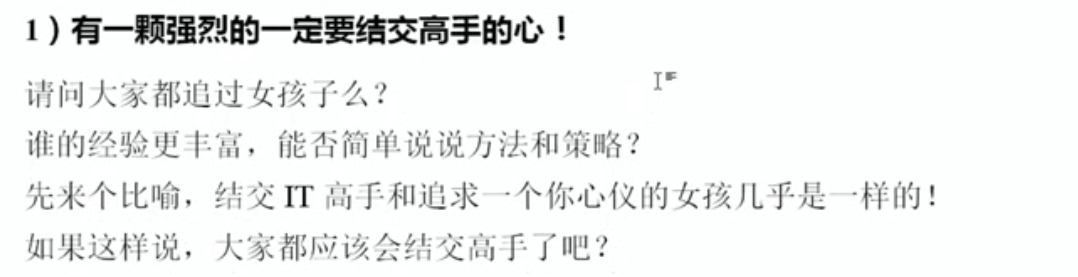 1）有一颗强烈的一定要结交高手的心！
请问大家都追过女孩子么？
谁的经验更丰富，能否简单说说方法和策略？
先来个比喻，结交 IT 高手和追求一个你心仪的女孩几乎是一样的！
如果这样说，大家都应该会结交高手了吧？